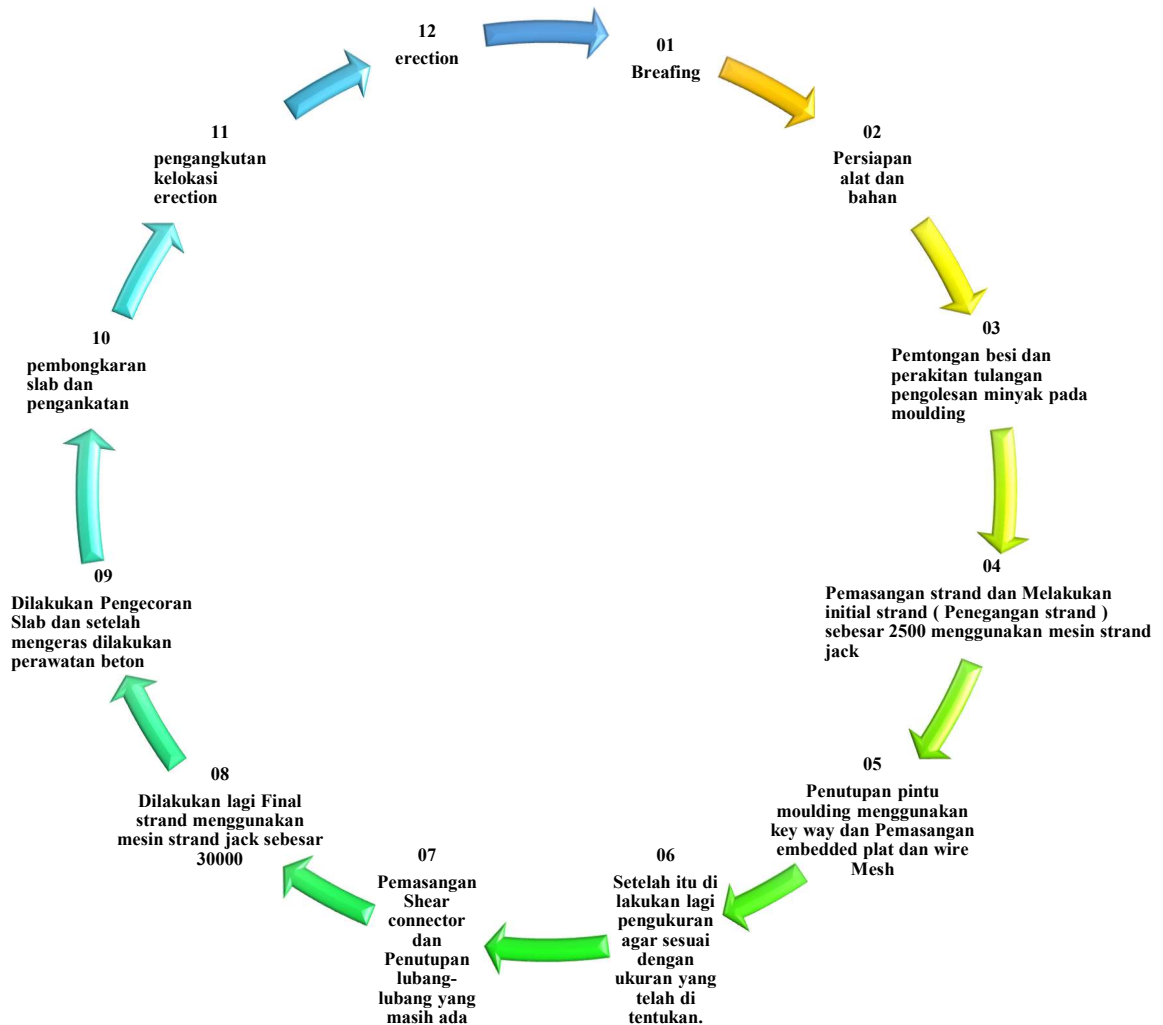 01
Breafing
02
Persiapan
alat dan
bahan
03
Pemtongan besi dan
perakitan tulangan
pengolesan minyak pada
moulding
04
Pemasangan strand dan Melakukan
initial strand ( Penegangan strand )
sebesar 2500 menggunakan mesin strand
jack
05
Penutupan pintu
moulding menggunakan
key way dan Pemasangan
embedded plat dan wire
Mesh
06
Setelah itu di
lakukan lagi
pengukuran
agar sesuai
dengan
ukuran yang
telah di
tentukan.
07
Pemasangan
Shear
connector
dan
Penutupan
lubang-
lubang yang
masih ada
08
Dilakukan lagi Final
strand menggunakan
mesin strand jack sebesar
30000
09
Dilakukan Pengecoran
Slab dan setelah
mengeras dilakukan
perawatan beton
10
pembongkaran
slab dan
pengankatan
11
pengangkutan
kelokasi
erection
12
erection